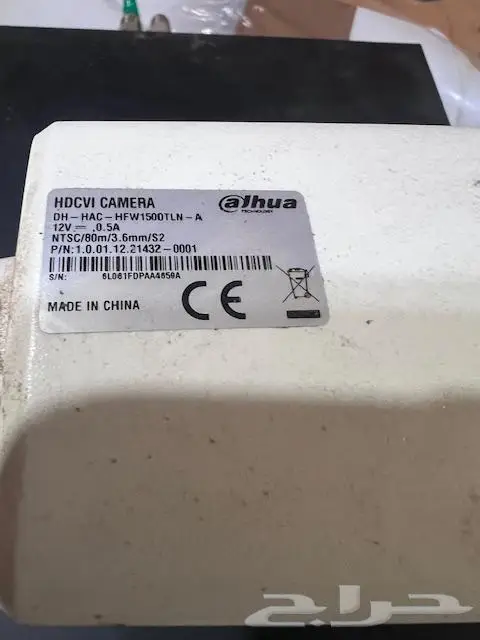 HDCVI CAMERA
alhua
TECHNOLOGY
DH-HAC-HFW1500TLN-A
12V⎓,0.5A
NTSC/80m/3.6mm/S2
P/N:1.0.01.12.21432-0001
S/N: 6L061FDPAA4659A
MADE IN CHINA
CE
حراج